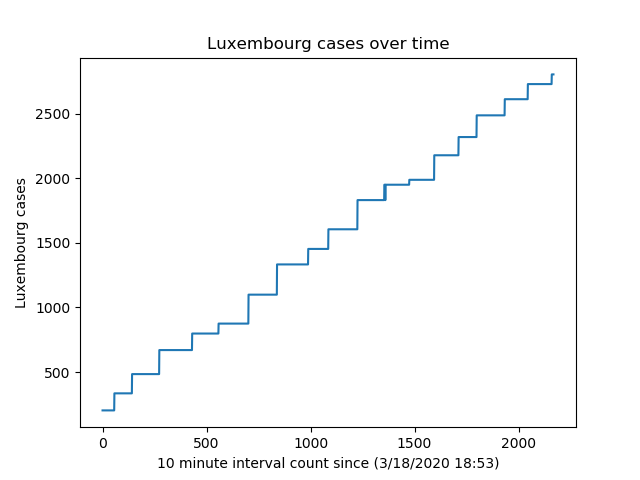 Luxembourg cases over time
Luxembourg cases
2500
2000
1500
1000
500
0 500 1000 1500 2000
10 minute interval count since (3/18/2020 18:53)